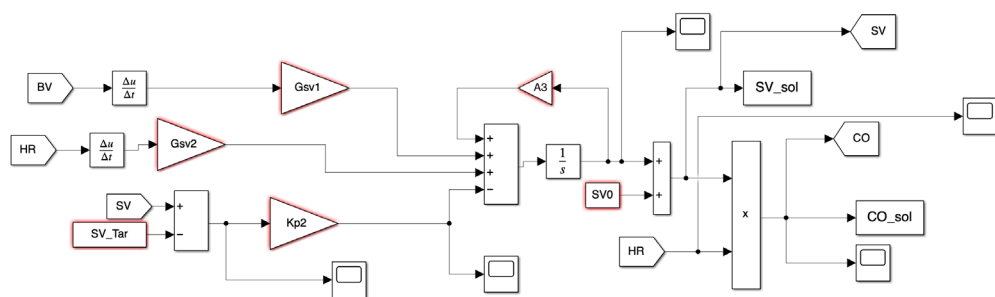 SV
BV
Δu
Δt
Gsv1
A3
SV_sol
HR
Δu
Δt
Gsv2
+
+
+
−
1
s
+
+
SV0
CO
SV
SV_Tar
+
−
Kp2
x
CO_sol
HR